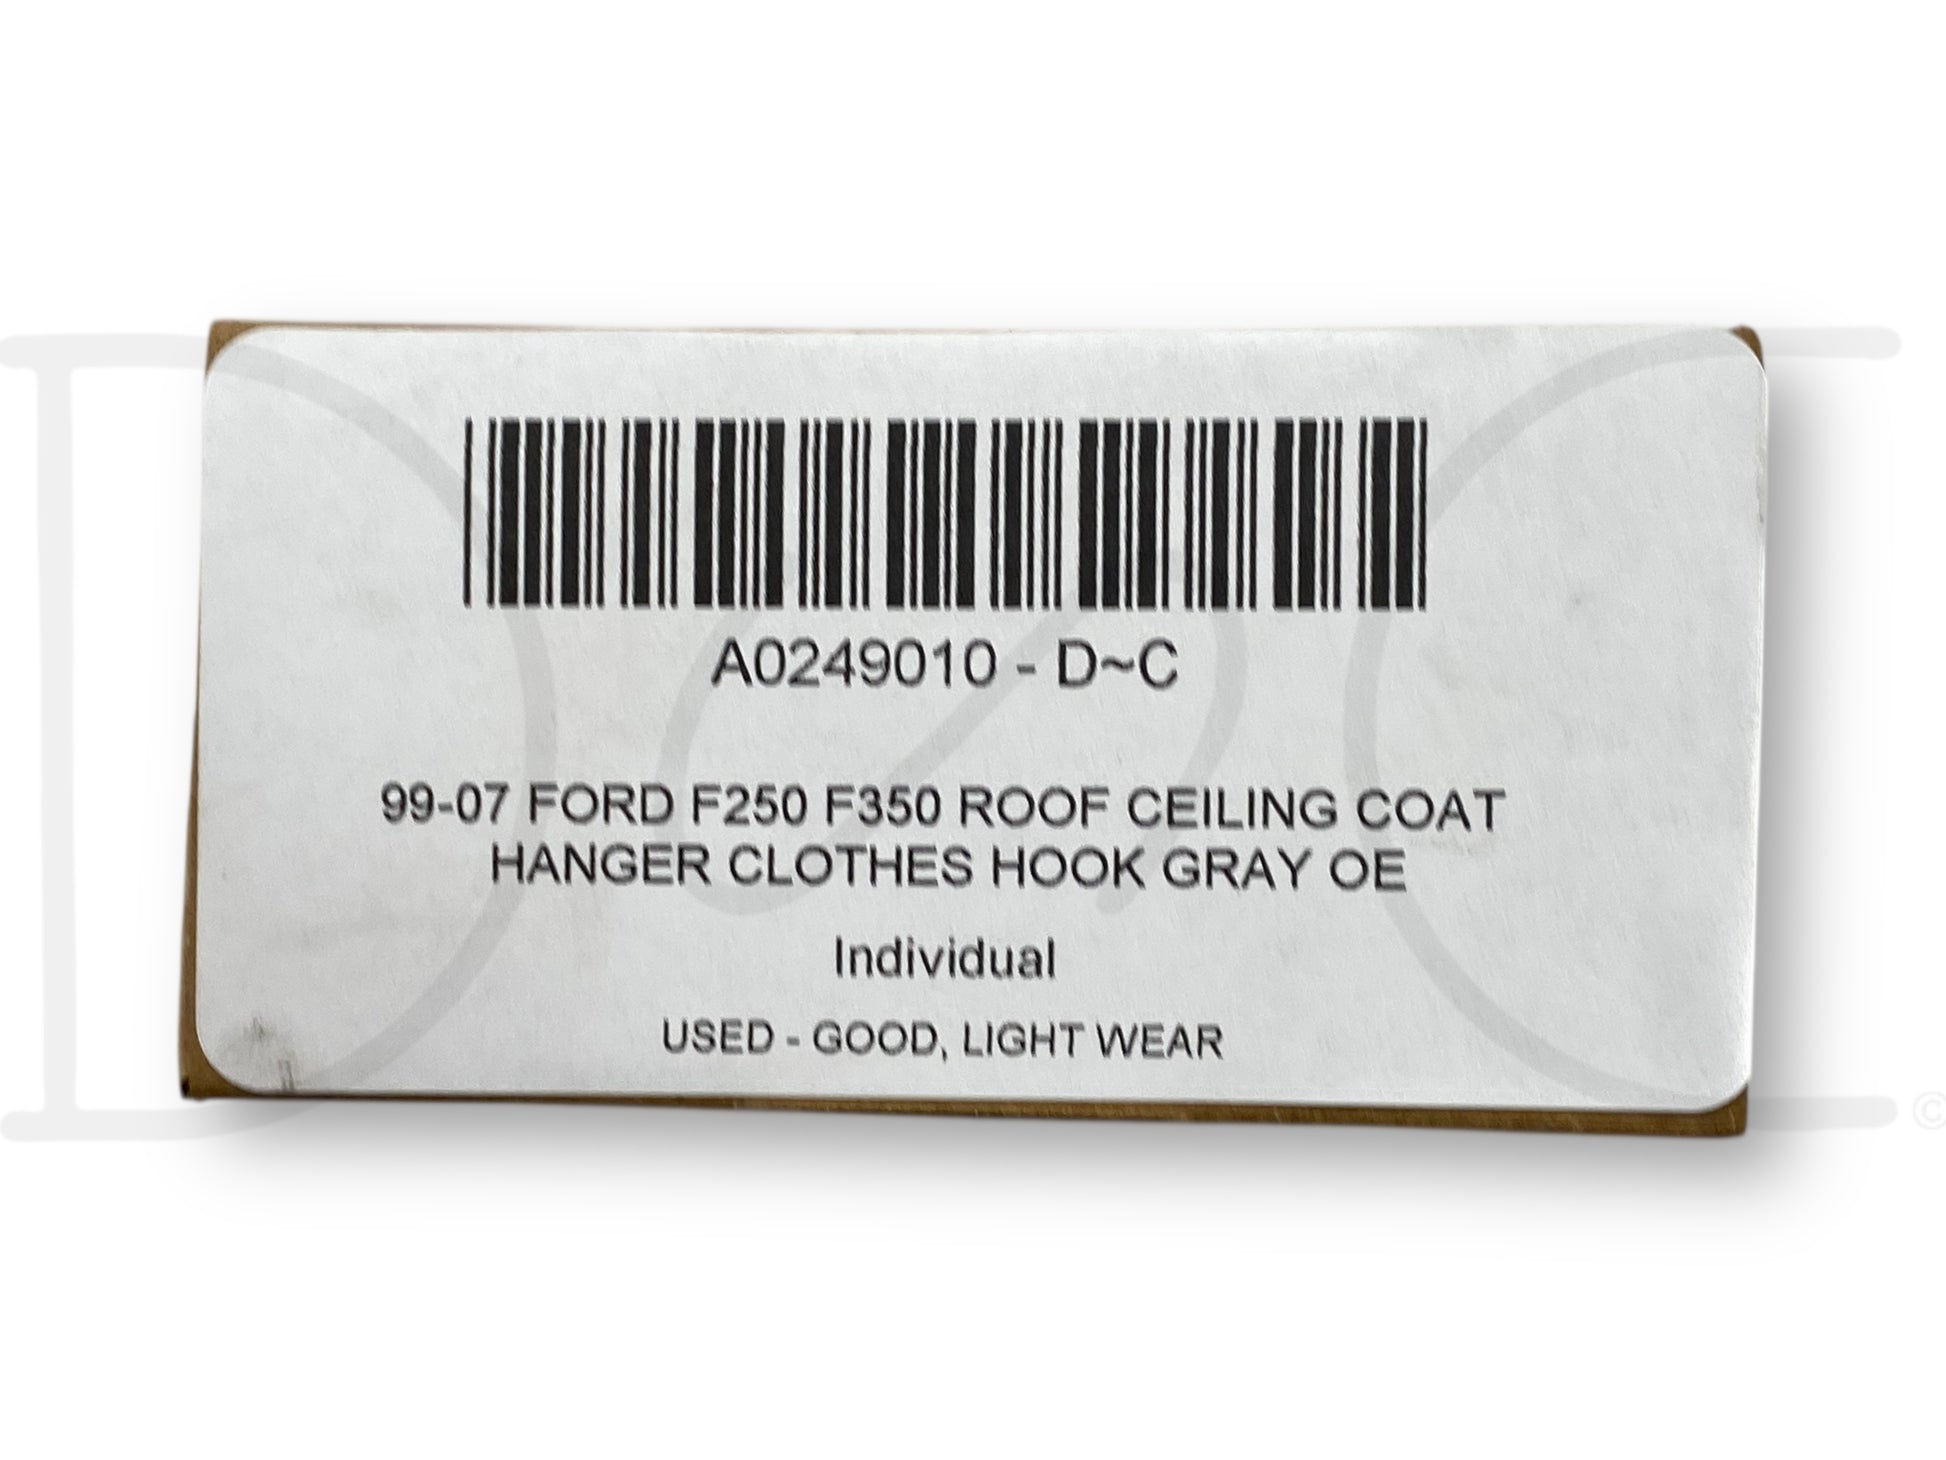 A0249010 - D~C
99-07 FORD F250 F350 ROOF CEILING COAT
HANGER CLOTHES HOOK GRAY OE
Individual
USED - GOOD, LIGHT WEAR
©